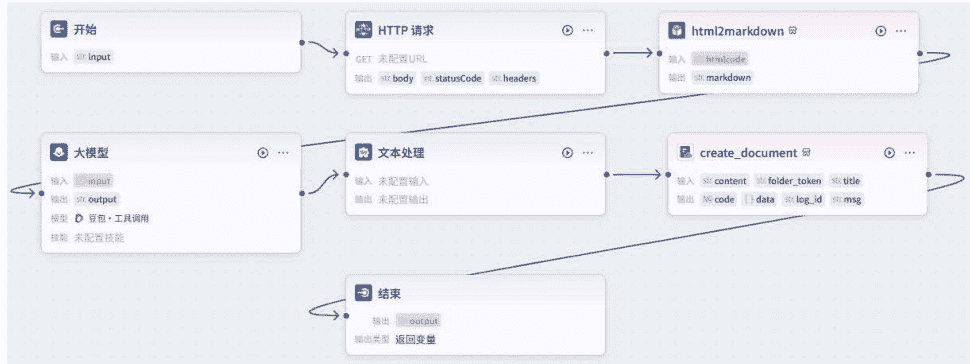 开始
输入 str. input
HTTP 请求
GET 未配置URL
输出 str. body str. statusCode str. headers
html2markdown
输入 htmlcode
输出 str. markdown
大模型
输入 input
输出 str. output
模型 豆包·工具调用
技能 未配置技能
文本处理
输入 未配置输入
输出 未配置输出
create_document
输入 str. content str. folder_token str. title
输出 code [ ] data str. log_id str. msg
结束
输出 output
输出类型 返回变量